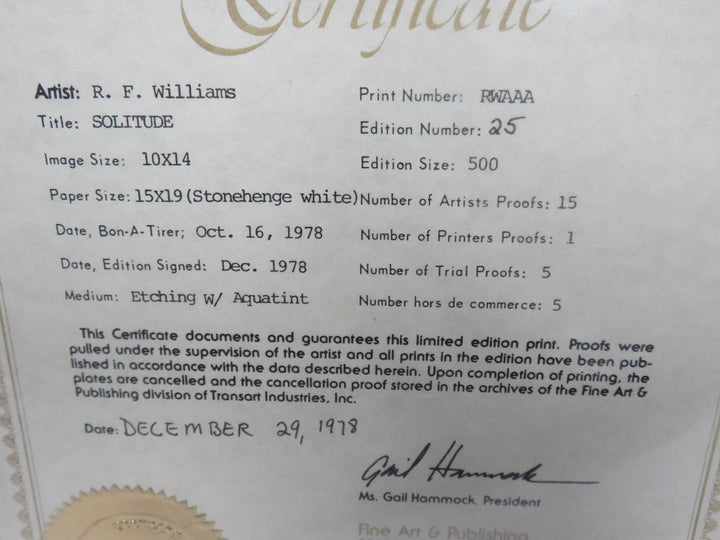 Certificate
Artist: R. F. Williams
Title: SOLITUDE
Image Size: 10X14
Paper Size: 15X19(Stonehenge white)
Date, Bon-A-Tirer; Oct. 16, 1978
Date, Edition Signed: Dec. 1978
Medium: Etching W/ Aquatint
Print Number: RWAAA
Edition Number: 25
Edition Size: 500
Number of Artists Proofs: 15
Number of Printers Proofs: 1
Number of Trial Proofs: 5
Number hors de commerce: 5
This Certificate documents and guarantees this limited edition print. Proofs were
pulled under the supervision of the artist and all prints in the edition have been pub-
lished in accordance with the data described herein. Upon completion of printing, the
plates are cancelled and the cancellation proof stored in the archives of the Fine Art &
Publishing division of Transart Industries, Inc.
Date: DECEMBER 29, 1978
Gail Hammock
Ms. Gail Hammock, President
Fine Art & Publishing